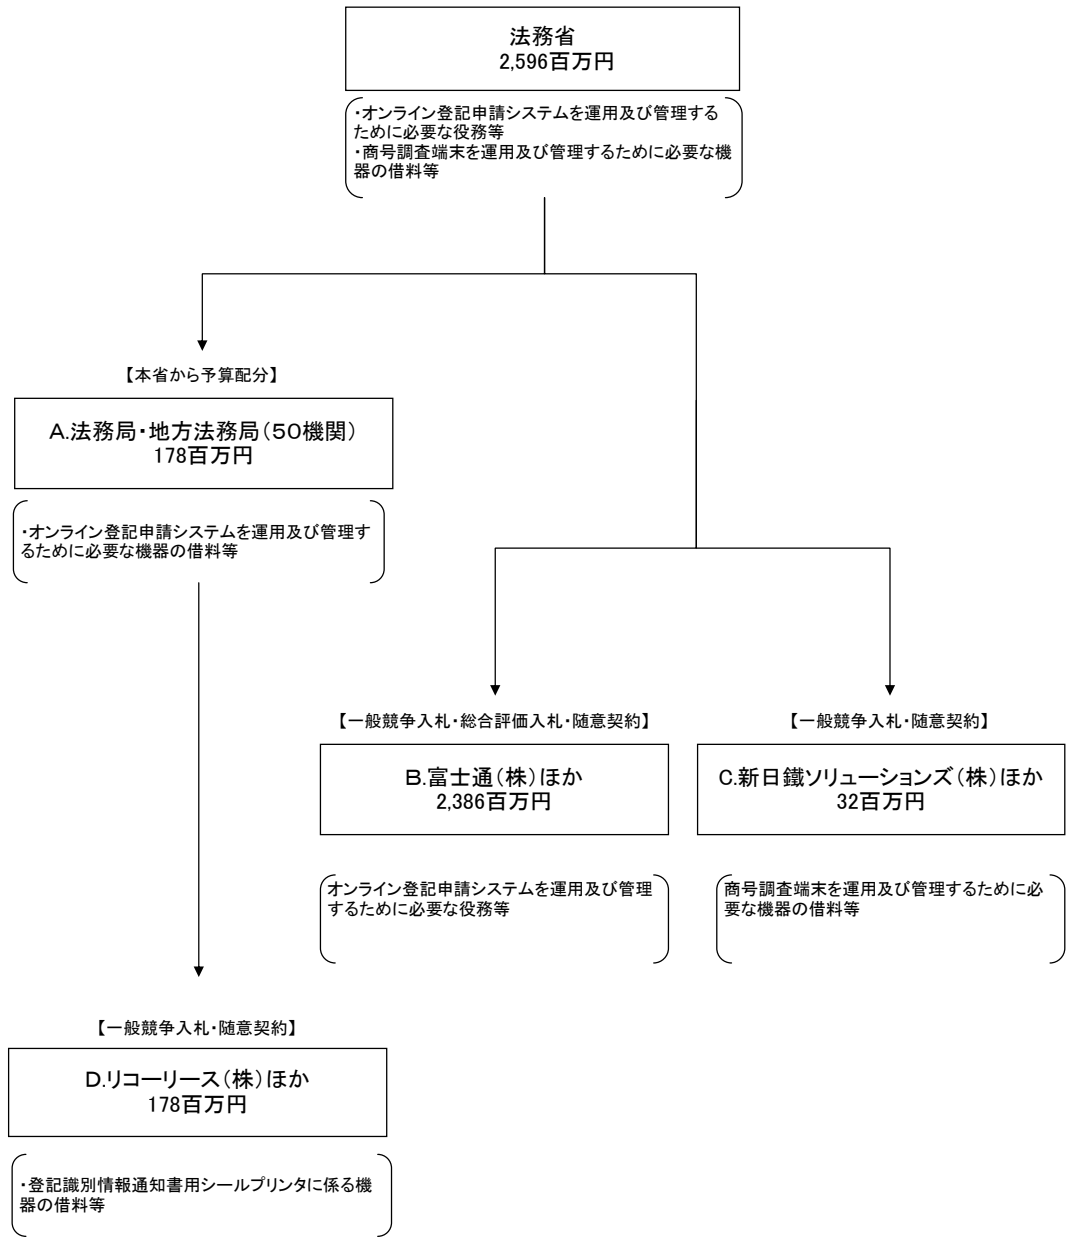 法務省
2,596百万円
・オンライン登記申請システムを運用及び管理する
ために必要な役務等
・商号調査端末を運用及び管理するために必要な機
器の借料等
【本省から予算配分】
A.法務局・地方法務局(50機関)
178百万円
・オンライン登記申請システムを運用及び管理す
るために必要な機器の借料等
【一般競争入札・総合評価入札・随意契約】
B.富士通(株)ほか
2,386百万円
オンライン登記申請システムを運用及び管理
するために必要な役務等
【一般競争入札・随意契約】
C.新日鐵ソリューションズ(株)ほか
32百万円
商号調査端末を運用及び管理するために必
要な機器の借料等
【一般競争入札・随意契約】
D.リコーリース(株)ほか
178百万円
・登記識別情報通知書用シールプリンタに係る機
器の借料等